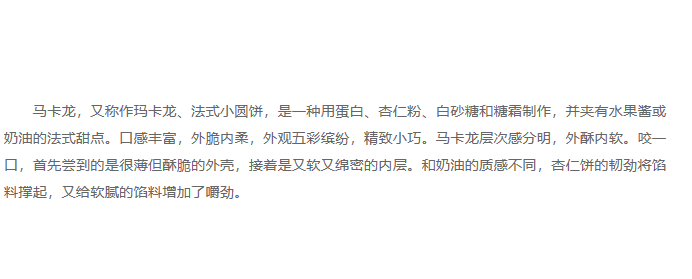 马卡龙，又称作玛卡龙、法式小圆饼，是一种用蛋白、杏仁粉、白砂糖和糖霜制作，并夹有水果酱或
奶油的法式甜点。口感丰富，外脆内柔，外观五彩缤纷，精致小巧。马卡龙层次感分明，外酥内软。咬一
口，首先尝到的是很薄但酥脆的外壳，接着是又软又绵密的内层。和奶油的质感不同，杏仁饼的韧劲将馅
料撑起，又给软腻的馅料增加了嚼劲。